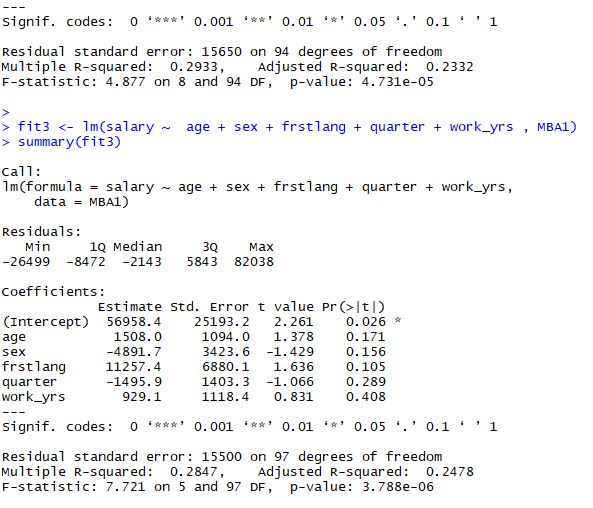 ---
Signif. codes:  0 ‘***’ 0.001 ‘**’ 0.01 ‘*’ 0.05 ‘.’ 0.1 ‘ ’ 1

Residual standard error: 15650 on 94 degrees of freedom
Multiple R-squared:  0.2933,    Adjusted R-squared:  0.2332
F-statistic: 4.877 on 8 and 94 DF,  p-value: 4.731e-05

>
> fit3 <- lm(salary ~  age + sex + frstlang + quarter + work_yrs , MBA1)
> summary(fit3)

Call:
lm(formula = salary ~ age + sex + frstlang + quarter + work_yrs,
    data = MBA1)

Residuals:
   Min     1Q Median     3Q    Max
-26499  -8472  -2143   5843  82038

Coefficients:
            Estimate Std. Error t value Pr(>|t|)
(Intercept)  56958.4    25193.2   2.261    0.026 *
age           1508.0     1094.0   1.378    0.171
sex          -4891.7     3423.6  -1.429    0.156
frstlang     11257.4     6880.1   1.636    0.105
quarter      -1495.9     1403.3  -1.066    0.289
work_yrs       929.1     1118.4   0.831    0.408
---
Signif. codes:  0 ‘***’ 0.001 ‘**’ 0.01 ‘*’ 0.05 ‘.’ 0.1 ‘ ’ 1

Residual standard error: 15500 on 97 degrees of freedom
Multiple R-squared:  0.2847,    Adjusted R-squared:  0.2478
F-statistic: 7.721 on 5 and 97 DF,  p-value: 3.788e-06